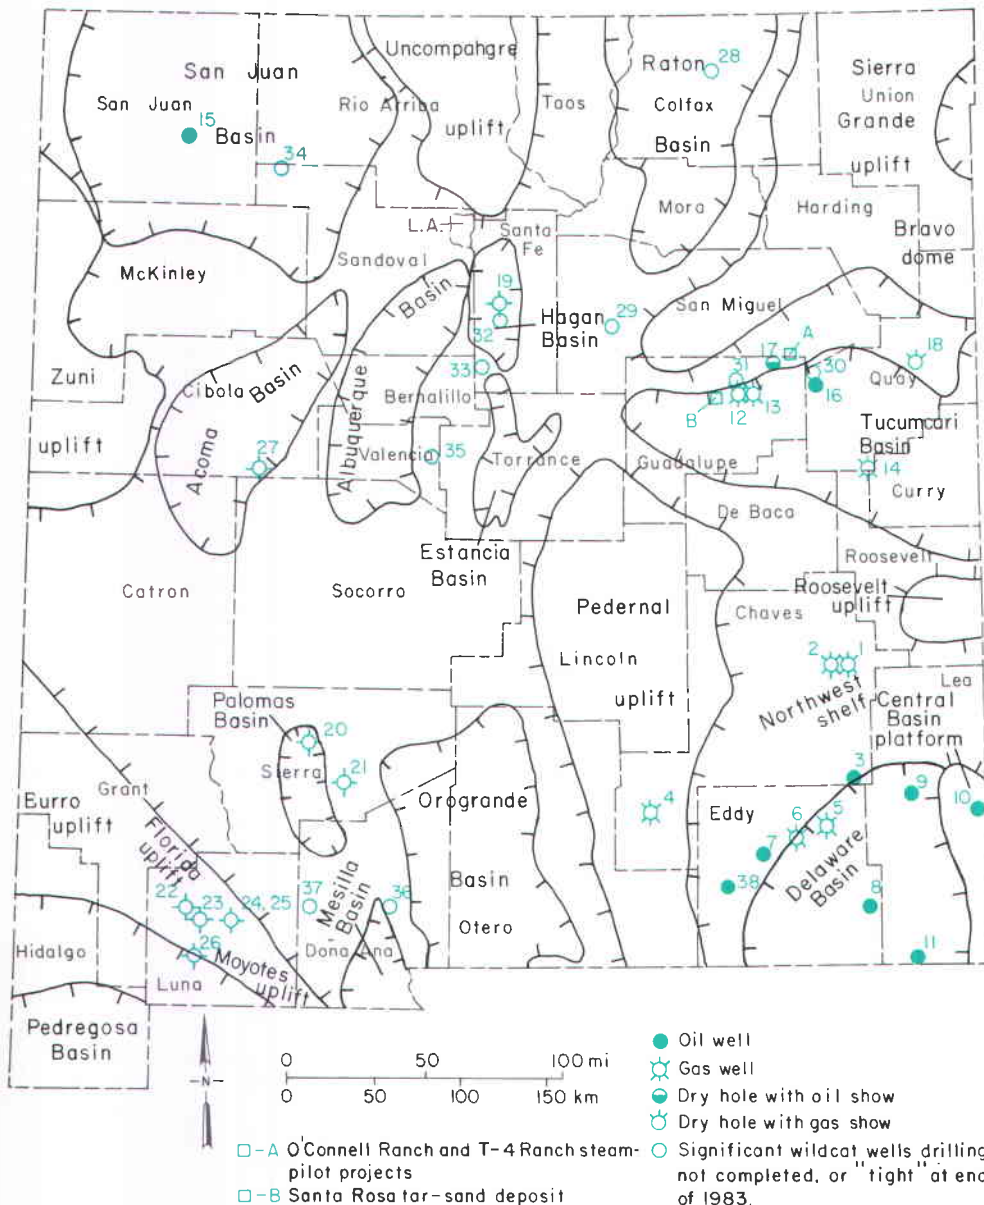 San Juan
Uncompahgre
Raton
28
Sierra
San Juan
Rio Arriba
Taos
Colfax
Union
15
Basin
uplift
Basin
Grande
34
uplift
Mora
Harding
L.A.
Santa
Fe
Bravo
dome
McKinley
Sandoval
Basin
19
Hagan
Basin
29
San Miguel
32
17
A
18
Zuni
33
31
30
Quay
Cibola
Basin
Bernalillo
B
12
13
16
uplift
Albuquerque
Tucumcari
Basin
Acoma
27
Valencia
35
Torrance
Guadalupe
14
Curry
De Baca
Estancia
Basin
Roosevelt
Catron
Socorro
Pedernal
Roosevelt
uplift
Chaves
Lincoln
2
1
uplift
Northwest
shelf
Lea
Palomas
Basin
Central
Basin
platform
20
Sierra
21
3
Grant
Orogrande
4
Eddy
9
10
Eurro
uplift
6
5
Florida
uplift
7
Basin
Delaware
Basin
38
8
22
23
24, 25
37
Mesilla
Basin
36
Otero
Hidalgo
26
Moyotes
uplift
Dona Ana
11
Luna
Pedregosa
Basin
N
0 50 100 mi
0 50 100 150 km
Oil well
Gas well
Dry hole with oil show
Dry hole with gas show
Significant wildcat wells drilling,
not completed, or "tight" at end
of 1983.
-A O'Connell Ranch and T-4 Ranch steam-
pilot projects
-B Santa Rosa tar-sand deposit